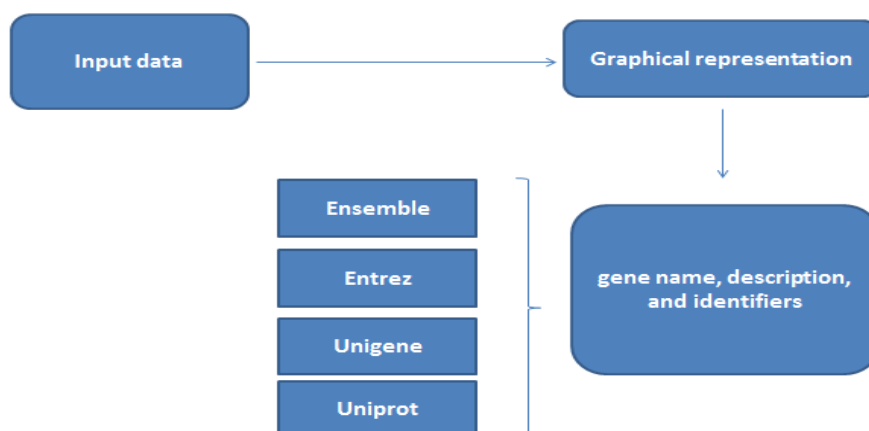 Input data
Graphical representation
Ensemble
Entrez
Unigene
Uniprot
gene name, description,
and identifiers